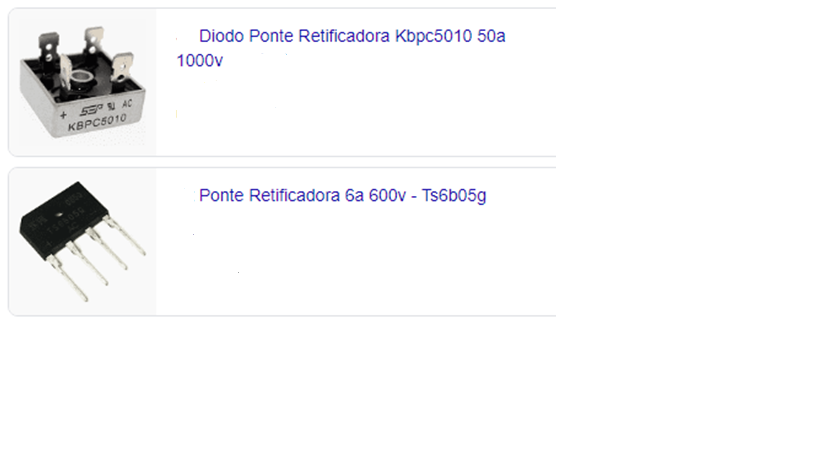 Diodo Ponte Retificadora Kbpc5010 50a
1000v
+ SEP AC
KBPC5010
Ponte Retificadora 6a 600v - Ts6b05g